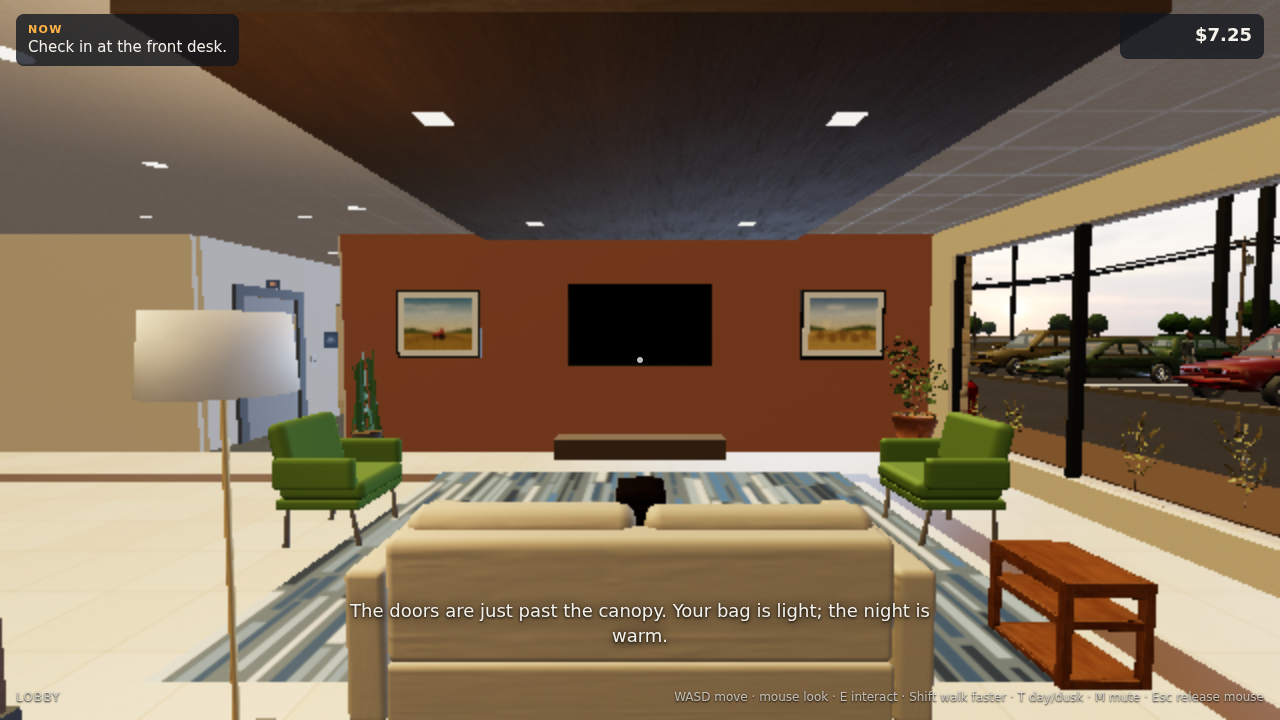 NOW
Check in at the front desk.
$7.25
The doors are just past the canopy. Your bag is light; the night is
warm.
LOBBY
WASD move · mouse look · E interact · Shift walk faster · T day/dusk · M mute · Esc release mouse